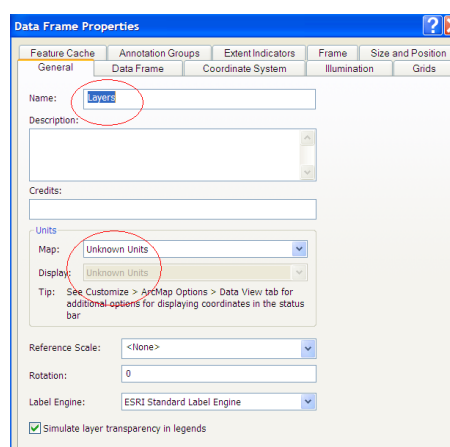 Data Frame Properties
Feature Cache Annotation Groups Extent Indicators Frame Size and Position
General Data Frame Coordinate System Illumination Grids
Name: Layers
Description:
Credits:
Units
Map: Unknown Units
Display: Unknown Units
Tip: See Customize > ArcMap Options > Data View tab for
additional options for displaying coordinates in the status
bar
Reference Scale: <None>
Rotation: 0
Label Engine: ESRI Standard Label Engine
Simulate layer transparency in legends